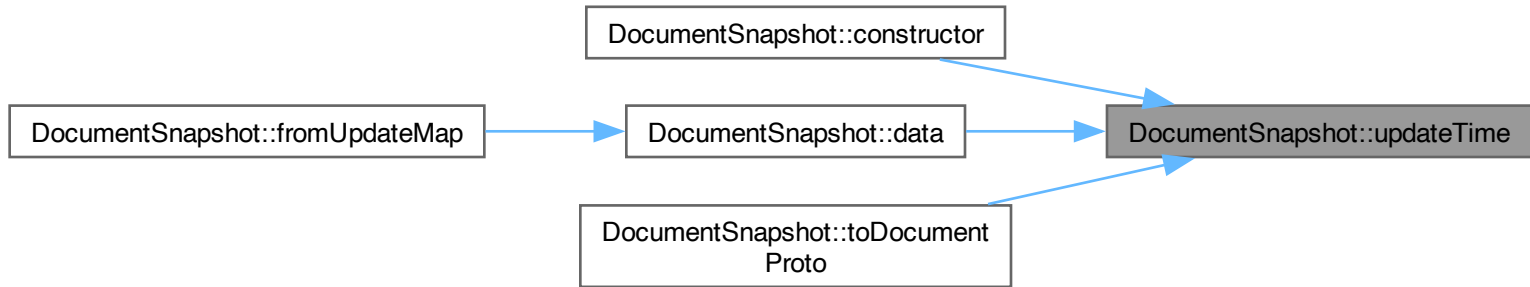 DocumentSnapshot::constructor
DocumentSnapshot::fromUpdateMap
DocumentSnapshot::data
DocumentSnapshot::updateTime
DocumentSnapshot::toDocument
Proto